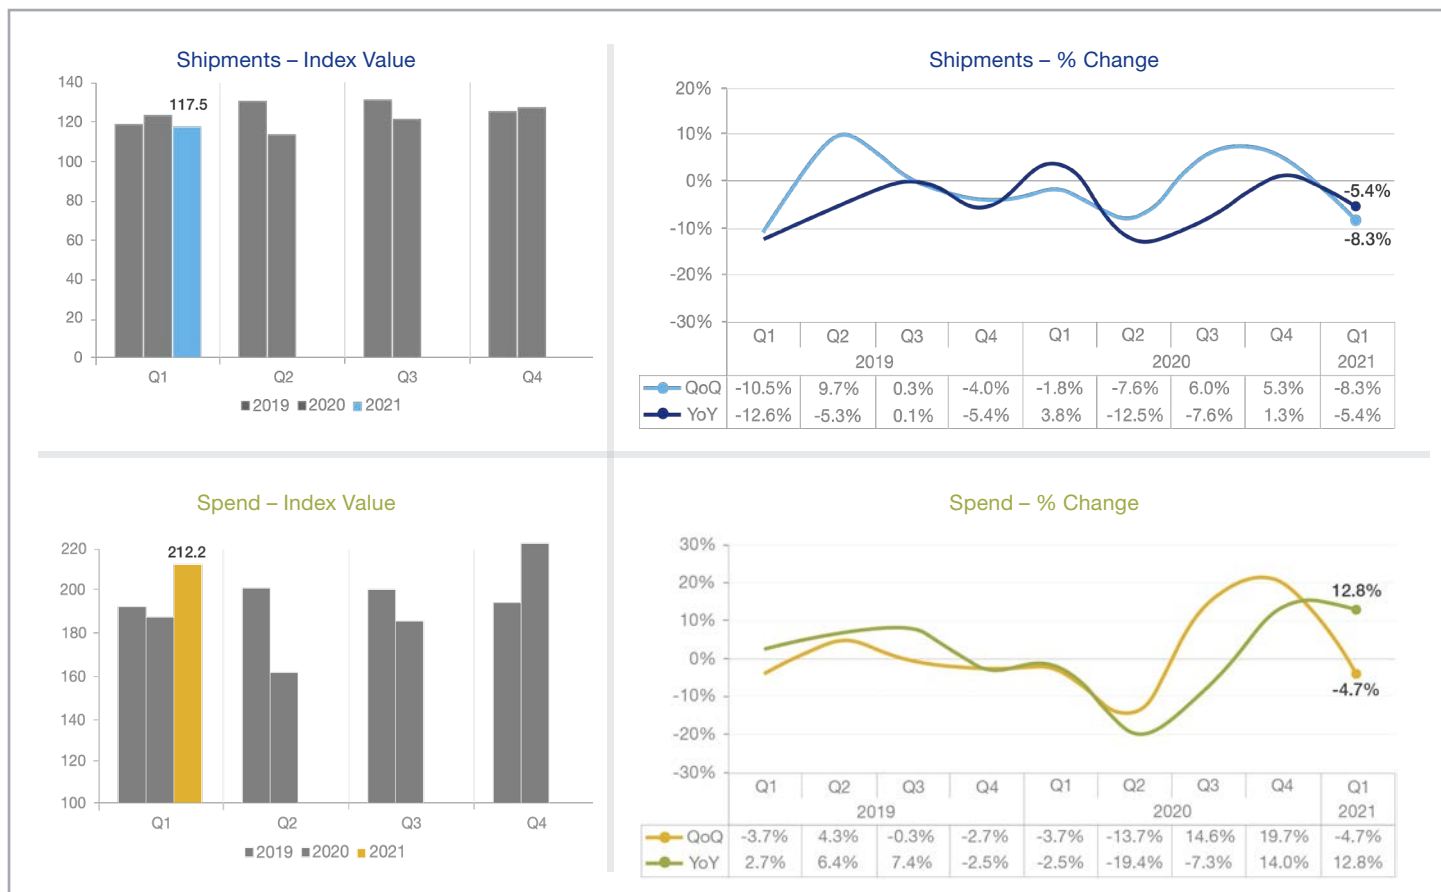 Shipments – Index Value
140
120
100
80
60
40
20
0
117.5
Q1 Q2 Q3 Q4
2019 2020 2021
Shipments – % Change
20%
10%
0%
-10%
-20%
-30%
-5.4%
-8.3%
Q1 Q2 Q3 Q4 Q1 Q2 Q3 Q4 Q1
2019 2020 2021
QoQ -10.5% 9.7% 0.3% -4.0% -1.8% -7.6% 6.0% 5.3% -8.3%
YoY -12.6% -5.3% 0.1% -5.4% 3.8% -12.5% -7.6% 1.3% -5.4%
Spend – Index Value
220
200
180
160
140
120
100
212.2
Q1 Q2 Q3 Q4
2019 2020 2021
Spend – % Change
30%
20%
10%
0%
-10%
-20%
-30%
12.8%
-4.7%
Q1 Q2 Q3 Q4 Q1 Q2 Q3 Q4 Q1
2019 2020 2021
QoQ -3.7% 4.3% -0.3% -2.7% -3.7% -13.7% 14.6% 19.7% -4.7%
YoY 2.7% 6.4% 7.4% -2.5% -2.5% -19.4% -7.3% 14.0% 12.8%